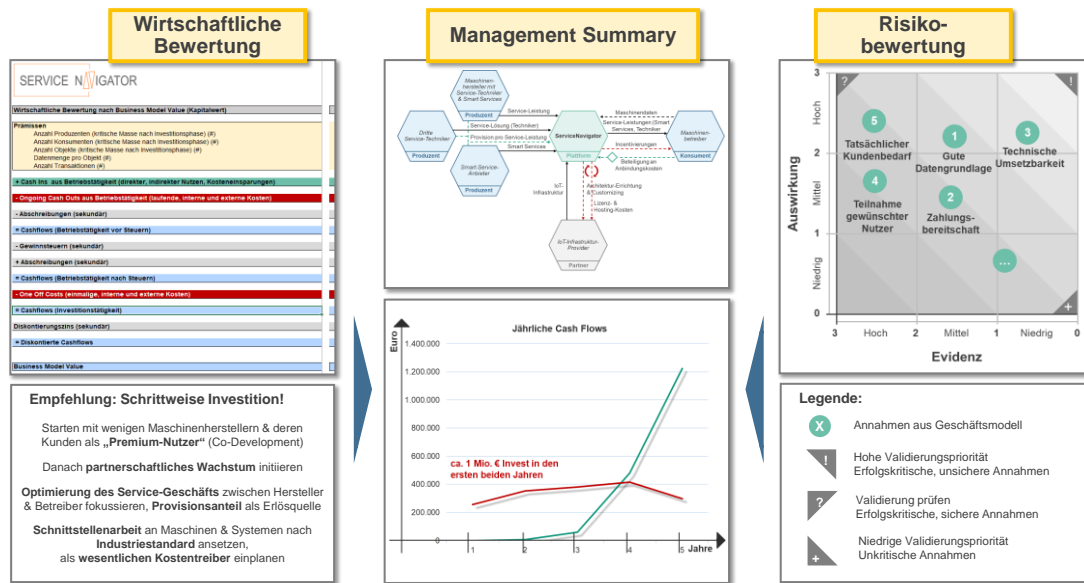 Wirtschaftliche
Bewertung
SERVICE NAVIGATOR
Wirtschaftliche Bewertung nach Business Model Value (Kapitalwert)
Prämissen
Anzahl Produzenten (kritische Masse nach Investitionsphase) (#)
Anzahl Konsumenten (kritische Masse nach Investitionsphase) (#)
Anzahl Objekte (kritische Masse nach Investitionsphase) (#)
Datenmenge pro Objekt (#)
Anzahl Transaktionen (#)
+ Cash Ins aus Betriebstätigkeit (direkter, indirekter Nutzen, Kosteneinsparungen)
- Ongoing Cash Outs aus Betriebstätigkeit (laufende, interne und externe Kosten)
- Abschreibungen (sekundär)
= Cashflows (Betriebstätigkeit vor Steuern)
- Gewinnsteuern (sekundär)
+ Abschreibungen (sekundär)
= Cashflows (Betriebstätigkeit nach Steuern)
- One Off Costs (einmalige, interne und externe Kosten)
= Cashflows (Investitionstätigkeit)
Diskontierungszins (sekundär)
= Diskontierte Cashflows
Business Model Value
Empfehlung: Schrittweise Investition!
Starten mit wenigen Maschinenherstellern & deren
Kunden als „Premium-Nutzer“ (Co-Development)
Danach partnerschaftliches Wachstum initiieren
Optimierung des Service-Geschäfts zwischen Hersteller
& Betreiber fokussieren, Provisionsanteil als Erlösquelle
Schnittstellenarbeit an Maschinen & Systemen nach
Industriestandard ansetzen,
als wesentlichen Kostentreiber einplanen
Management Summary
Maschinen-
hersteller mit
Service-Techniker
& Smart Services
Produzent
Dritte
Service-Techniker
Produzent
Smart-Service-
Anbieter
Produzent
Service-Leistung
Service-Lösung (Techniker)
Provision pro Service-Leistung
Smart Services
ServiceNavigator
Plattform
Maschinendaten
Service-Leistungen (Smart
Services, Techniker
Incentivierungen
Beteiligung an
Anbindungskosten
Maschinen-
betreiber
Konsument
IoT-
Infrastruktur
Architektur-Errichtung
& Customizing
Lizenz- &
Hosting-Kosten
IoT-Infrastruktur-
Provider
Partner
Jährliche Cash Flows
Euro
1.400.000
1.200.000
1.000.000
800.000
600.000
400.000
200.000
0
ca. 1 Mio. € Invest in den
ersten beiden Jahren
1 2 3 4 5 Jahre
Risiko-
bewertung
Auswirkung
Hoch
Mittel
Niedrig
3
2
1
0
?
!
+
5
Tatsächlicher
Kundenbedarf
1
Gute
Datengrundlage
3
Technische
Umsetzbarkeit
4
Teilnahme
gewünschter
Nutzer
2
Zahlungs-
bereitschaft
...
3 Hoch 2 Mittel 1 Niedrig 0
Evidenz
Legende:
X
Annahmen aus Geschäftsmodell
!
Hohe Validierungspriorität
Erfolgskritische, unsichere Annahmen
?
Validierung prüfen
Erfolgskritische, sichere Annahmen
+
Niedrige Validierungspriorität
Unkritische Annahmen